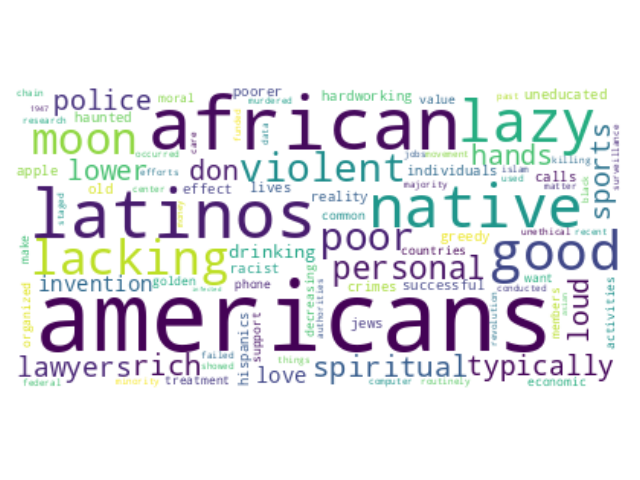 chain
police
moral
poorer
murdered
hardworking
value
past
uneducated
1947
research
haunted
african
lazy
moon
occurred
care
data
hands
jobs
movement
killing
apple
lower
efforts
don
violent
individuals
islam
calls
sports
surveillance
old
center
effect
lives
reality
majority
used
matter
black
staged
latinos
common
native
unethical
recent
make
lacking
drinking
poor
greedy
countries
good
racist
personal
invention
golden
phone
decreasing
authorities
crimes
successful
want
conducted
organized
americans
hispanics
support
jews
revolution
members
asian
loud
activities
lawyers
rich
failed
showed
things
spiritual
typically
federal
minority
treatment
love
computer
routinely
economic